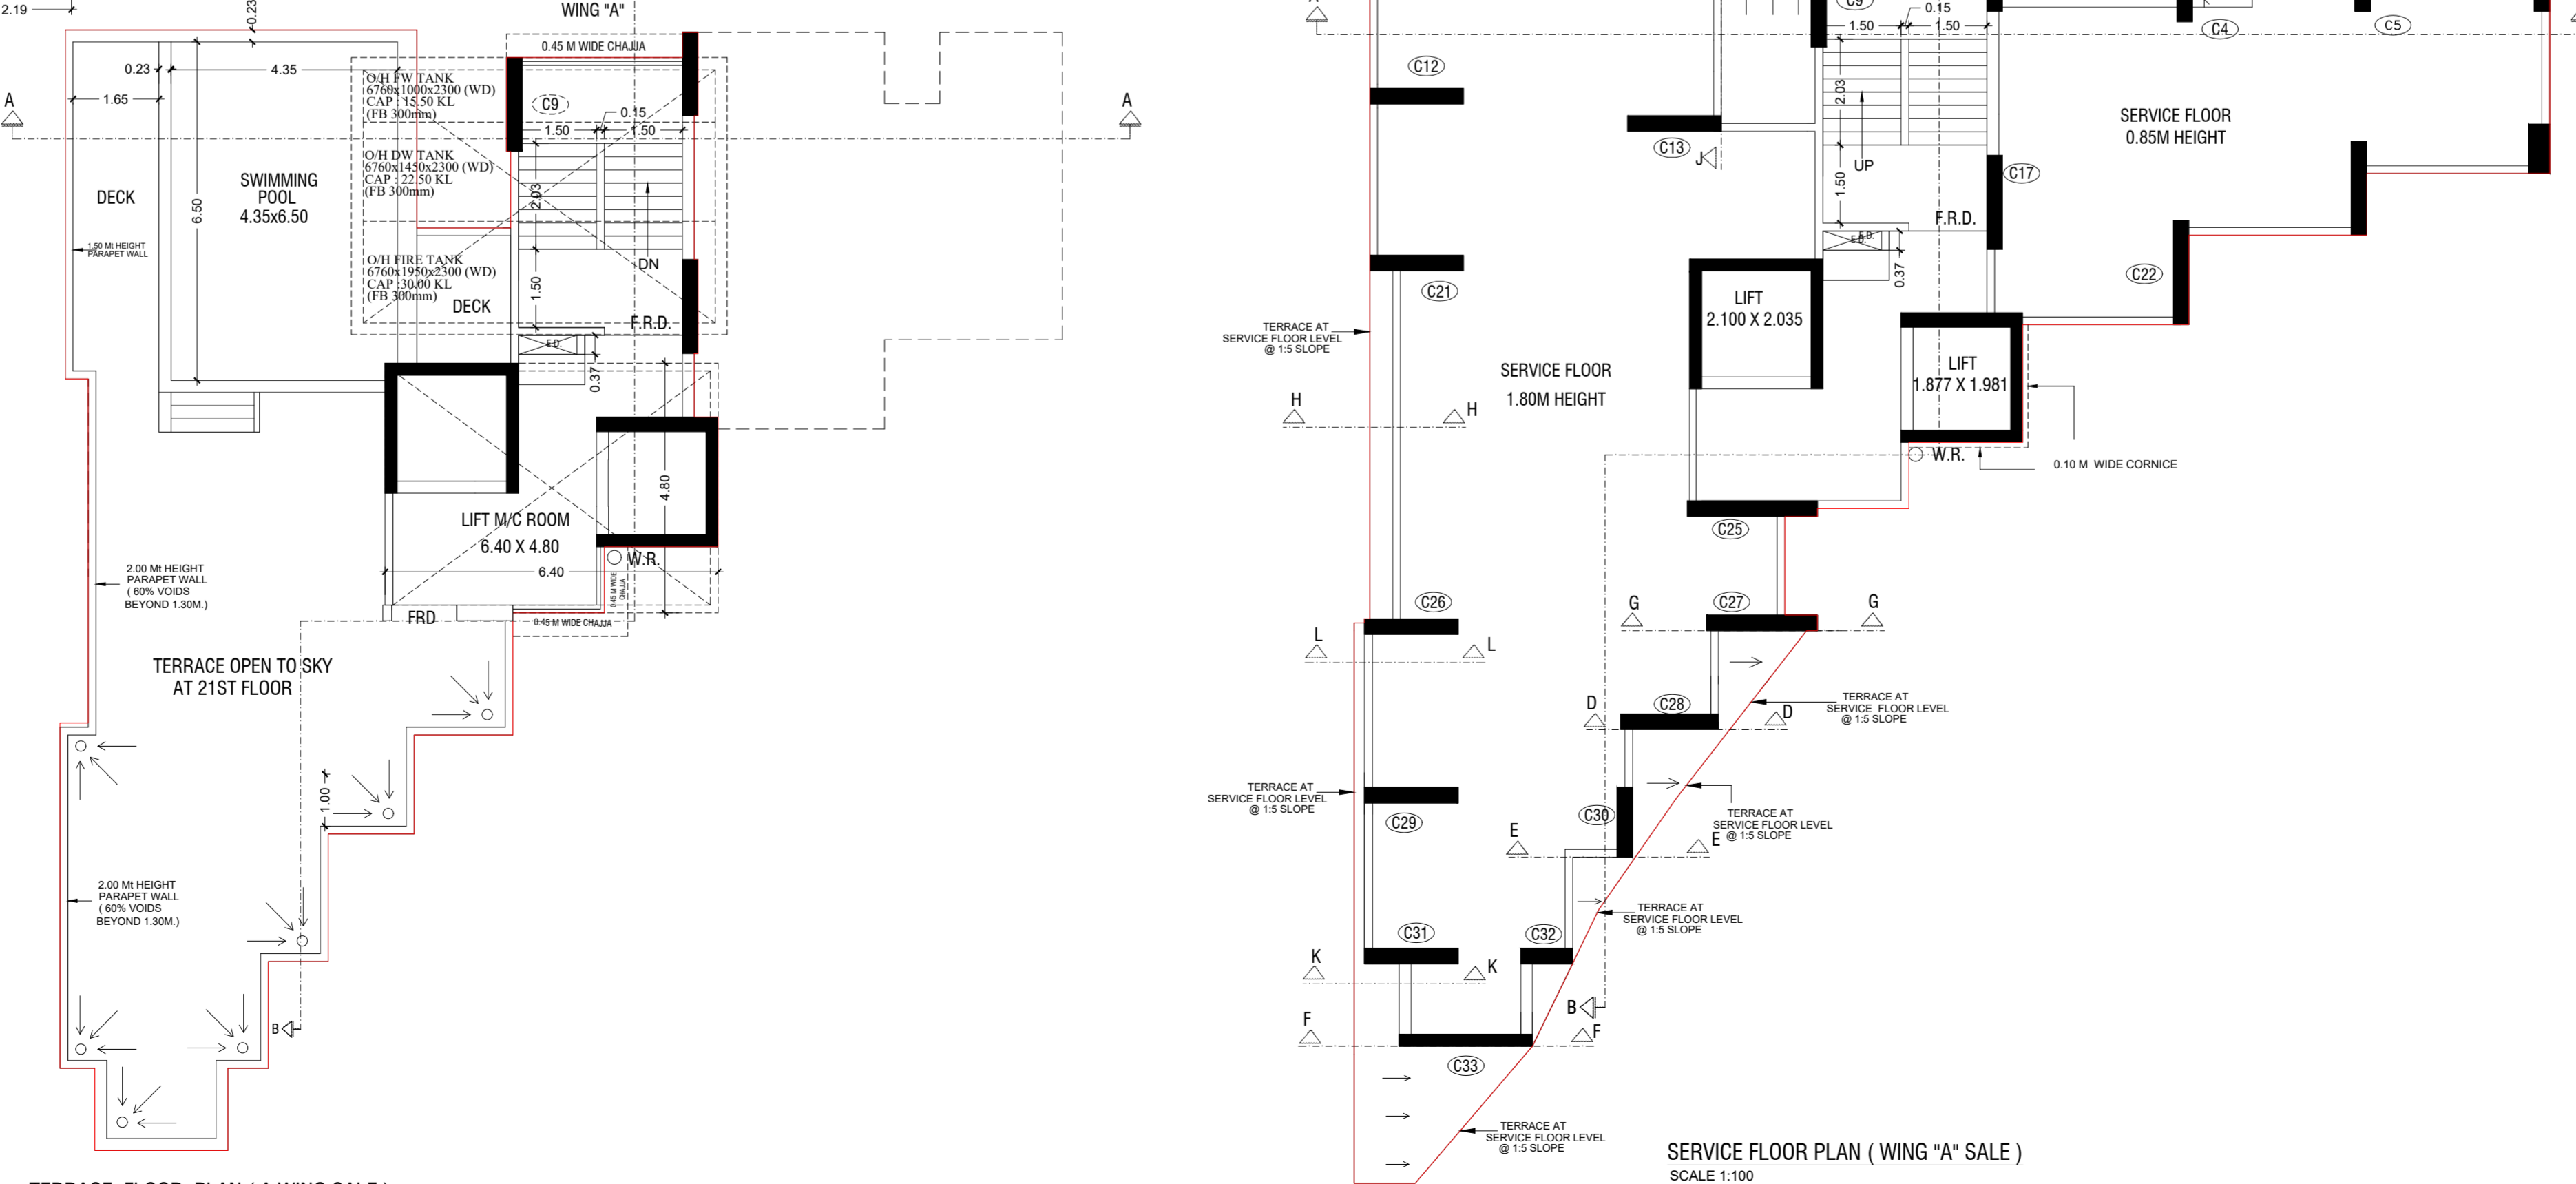 2.19
0.23
WING "A"
0.45 M WIDE CHAJJA
0.23
4.35
1.65
A
A
O/H FW TANK
6760x1000x2300 (WD)
CAP : 15.50 KL
(FB 300mm)
C9
0.15
1.50
1.50
O/H DW TANK
6760x1450x2300 (WD)
CAP : 22.50 KL
(FB 300mm)
DECK
SWIMMING
POOL
4.35x6.50
6.50
2.03
1.50 Mt HEIGHT
PARAPET WALL
O/H FIRE TANK
6760x1950x2300 (WD)
CAP :30.00 KL
(FB 300mm)
DECK
1.50
DN
F.R.D.
E.D.
0.37
4.80
LIFT M/C ROOM
6.40 X 4.80
W.R.
6.40
0.45 M WIDE
CHAJJA
0.45 M WIDE CHAJJA
FRD
2.00 Mt HEIGHT
PARAPET WALL
( 60% VOIDS
BEYOND 1.30M.)
TERRACE OPEN TO SKY
AT 21ST FLOOR
1.00
2.00 Mt HEIGHT
PARAPET WALL
( 60% VOIDS
BEYOND 1.30M.)
B
TERRACE FLOOR PLAN ( A WING SALE )
C9
0.15
1.50
1.50
C4
C5
C12
C13
J
2.03
UP
1.50
C17
SERVICE FLOOR
0.85M HEIGHT
F.R.D.
E.D.
E.D.
0.37
C22
C21
LIFT
2.100 X 2.035
LIFT
1.877 X 1.981
TERRACE AT
SERVICE FLOOR LEVEL
@ 1:5 SLOPE
SERVICE FLOOR
1.80M HEIGHT
H
H
W.R.
0.10 M WIDE CORNICE
C25
C26
C27
G
G
L
L
C28
D
D
TERRACE AT
SERVICE FLOOR LEVEL
@ 1:5 SLOPE
TERRACE AT
SERVICE FLOOR LEVEL
@ 1:5 SLOPE
C29
C30
TERRACE AT
SERVICE FLOOR LEVEL
@ 1:5 SLOPE
E
E
TERRACE AT
SERVICE FLOOR LEVEL
@ 1:5 SLOPE
C31
C32
K
K
B
F
F
C33
TERRACE AT
SERVICE FLOOR LEVEL
@ 1:5 SLOPE
SERVICE FLOOR PLAN ( WING "A" SALE )
SCALE 1:100